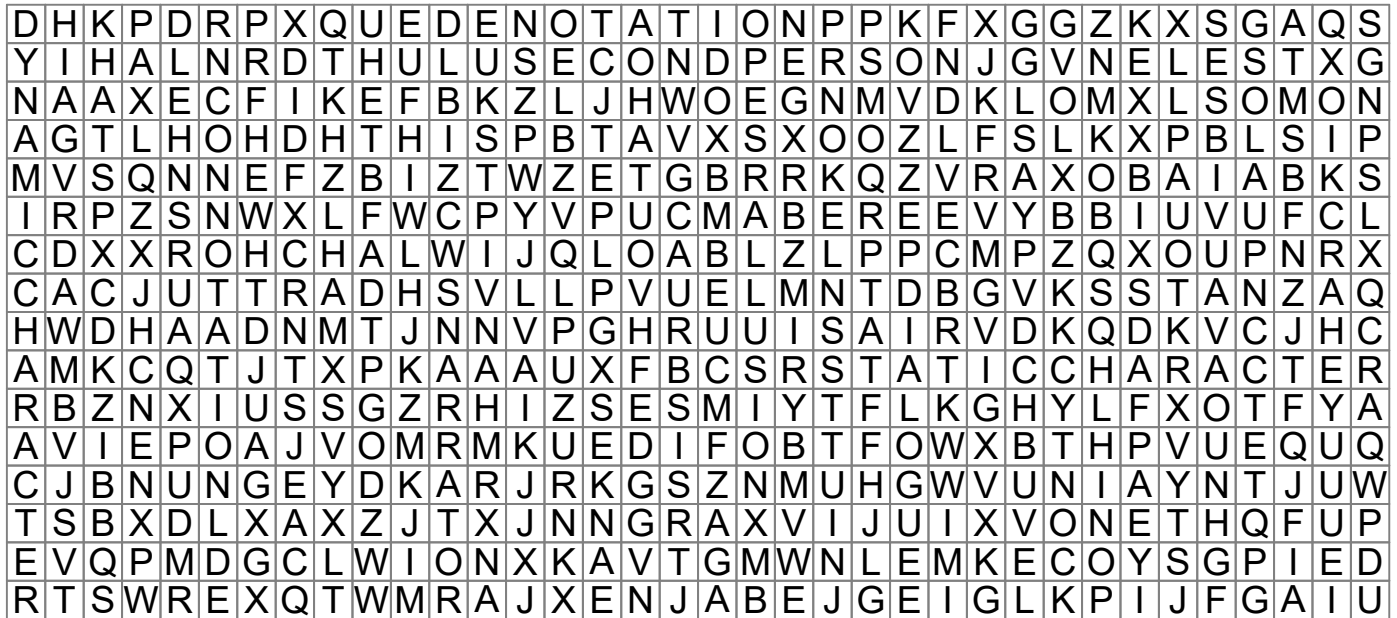 DHKPDRPXQUEDENOTATIONPPKFXGGZKXSGAQS
YIHALNRDTHULUSECONDPERSONJGVNELESTXG
NAAXECFIKEFBKZLJHWOEGNMVDKLOMXLSOMON
AGTLHOHDHTHISPBTAVXSXOOZLFSLKXPBLSIP
MVSQNNEFZBIZTWZETGBRRKQZVRAXOBAIABKS
IRPZSNWXLFWCPYVPUCMABEREEVYBBIUVUFCL
CDXXROHCHALWIJQLOABLZLPPCMPZQXOUPNRX
CACJUTTRADHSVLLPVUELMNTDBGVKSSTANZAQ
HWDHAADNMTJNNVPGHRUUISAIRVDKQDKVCJHC
AMKCQTJTXPKAAAUXFBCSRSTATICCHARACTER
RBZNXIUSSGZRHIZSESMIYTFLKGHYLFXOTFYA
AVIEPOAJVOMRMKUEDIFOBTFOWXBTHPVUEQUQ
CJBNUNGEYDKARJRKGSZNMUHGWVUNIAYNTJUW
TSBXDLXAXZJTXJNNGRAXVIJUIXVONETHQFUP
EVQPMDGCLWIONXKAVTGMWNLEMKECOYSGPIED
RTSWREXQTWMRAJXENJABEJGEIGLKPIJFGAIU